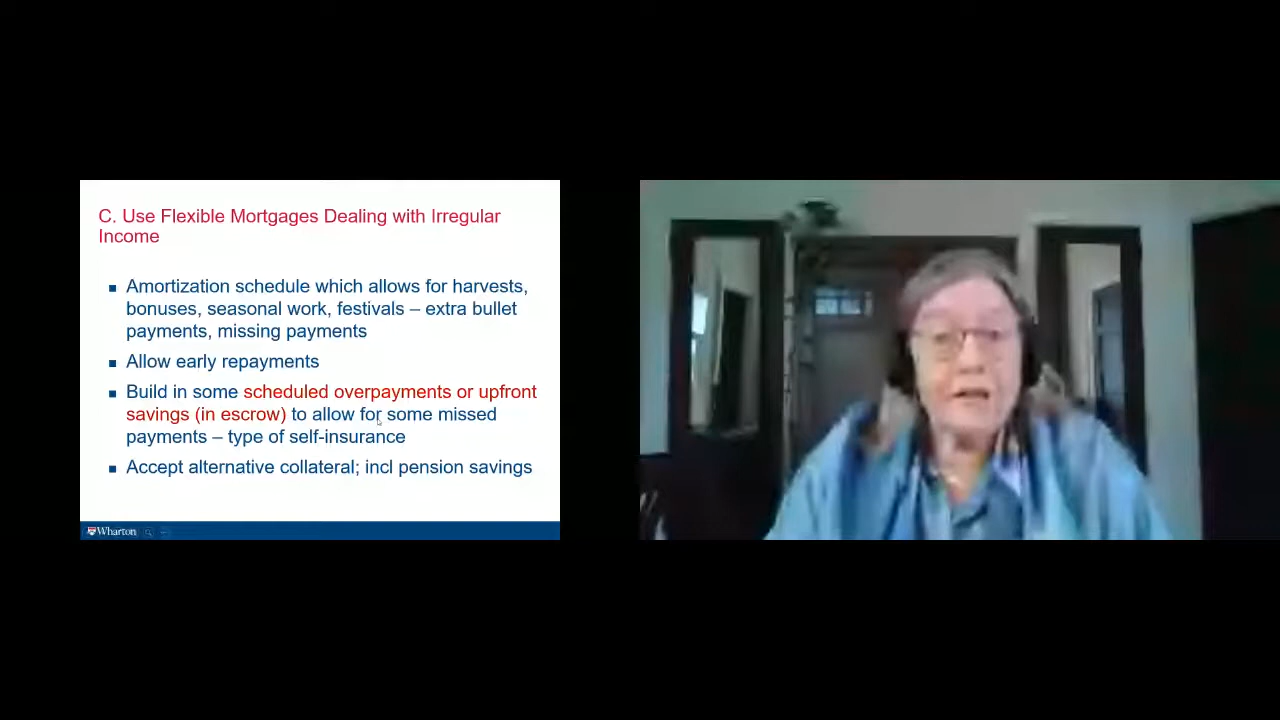 C. Use Flexible Mortgages Dealing with Irregular
Income
Amortization schedule which allows for harvests,
bonuses, seasonal work, festivals – extra bullet
payments, missing payments
Allow early repayments
Build in some scheduled overpayments or upfront
savings (in escrow) to allow for some missed
payments – type of self-insurance
Accept alternative collateral; incl pension savings
Wharton